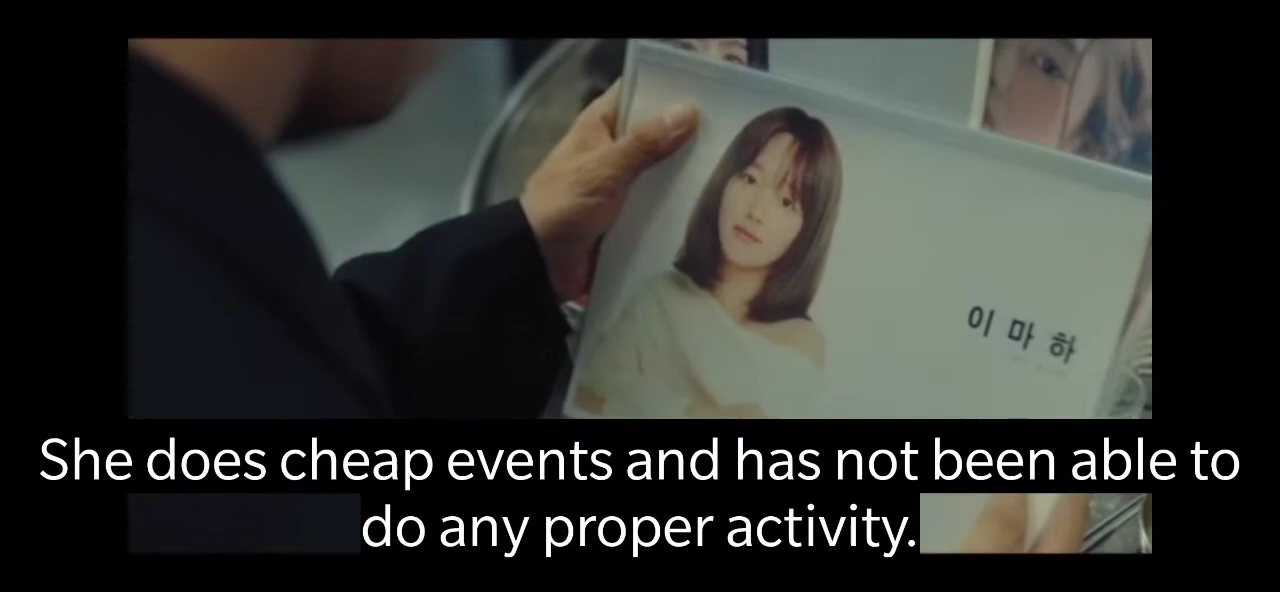 이 마 하
She does cheap events and has not been able to
do any proper activity.